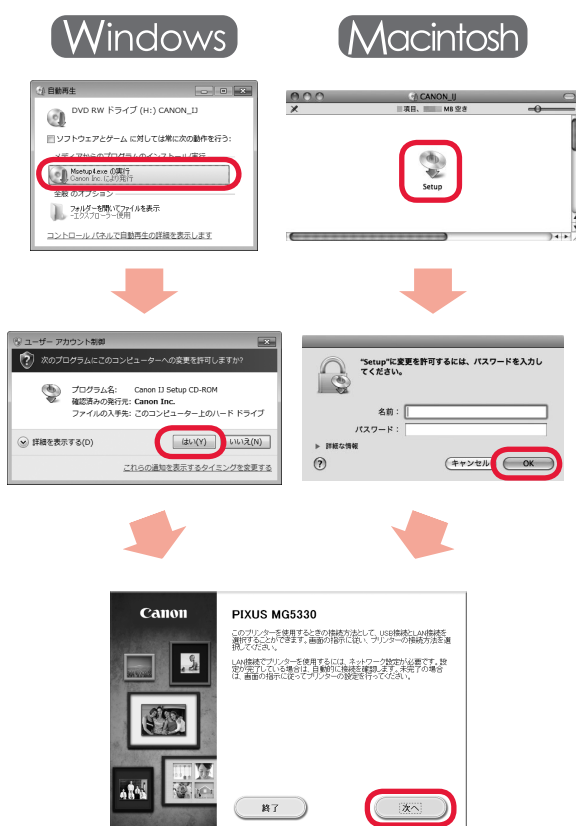 Windows
Macintosh
自動再生
DVD RW ドライブ (H:) CANON_IJ
ソフトウェアとゲーム に対しては常に次の動作を行う:
メディアからのプログラムのインストール/実行
Msetup4.exe の実行
Canon Inc. により発行
全般 のオプション
フォルダーを開いてファイルを表示
-エクスプローラー使用
コントロール パネルで自動再生の詳細を表示します
CANON_IJ
項目、 MB 空き
Setup
ユーザー アカウント制御
次のプログラムにこのコンピューターへの変更を許可しますか?
プログラム名: Canon IJ Setup CD-ROM
確認済みの発行元: Canon Inc.
ファイルの入手先: このコンピューター上のハード ドライブ
詳細を表示する(D)
はい(Y)
いいえ(N)
これらの通知を表示するタイミングを変更する
"Setup"に変更を許可するには、パスワードを入力し
てください。
名前:
パスワード:
詳細な情報
?
キャンセル
OK
Canon
PIXUS MG5330
このプリンターを使用するときの接続方法として、USB接続とLAN接続を
選択することができます。画面の指示に従い、プリンターの接続方法を選
択してください。
LAN接続でプリンターを使用するには、ネットワーク設定が必要です。設
定が完了している場合は、自動的に接続を確認します。未完了の場合
は、画面の指示に従ってプリンターの設定を行ってください。
終了
次へ